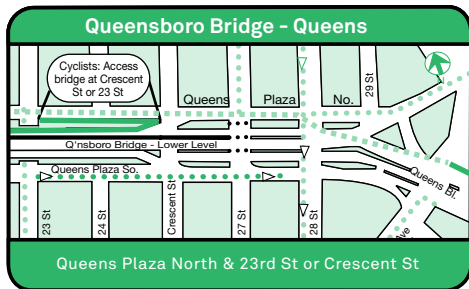 Queensboro Bridge - Queens
Cyclists: Access
bridge at Crescent
St or 23 St
Queens Plaza No.
29 St
Q'nsboro Bridge - Lower Level
Queens Plaza So.
Queens Bl.
23 St
24 St
Crescent St
27 St
28 St
Ave
Queens Plaza North & 23rd St or Crescent St